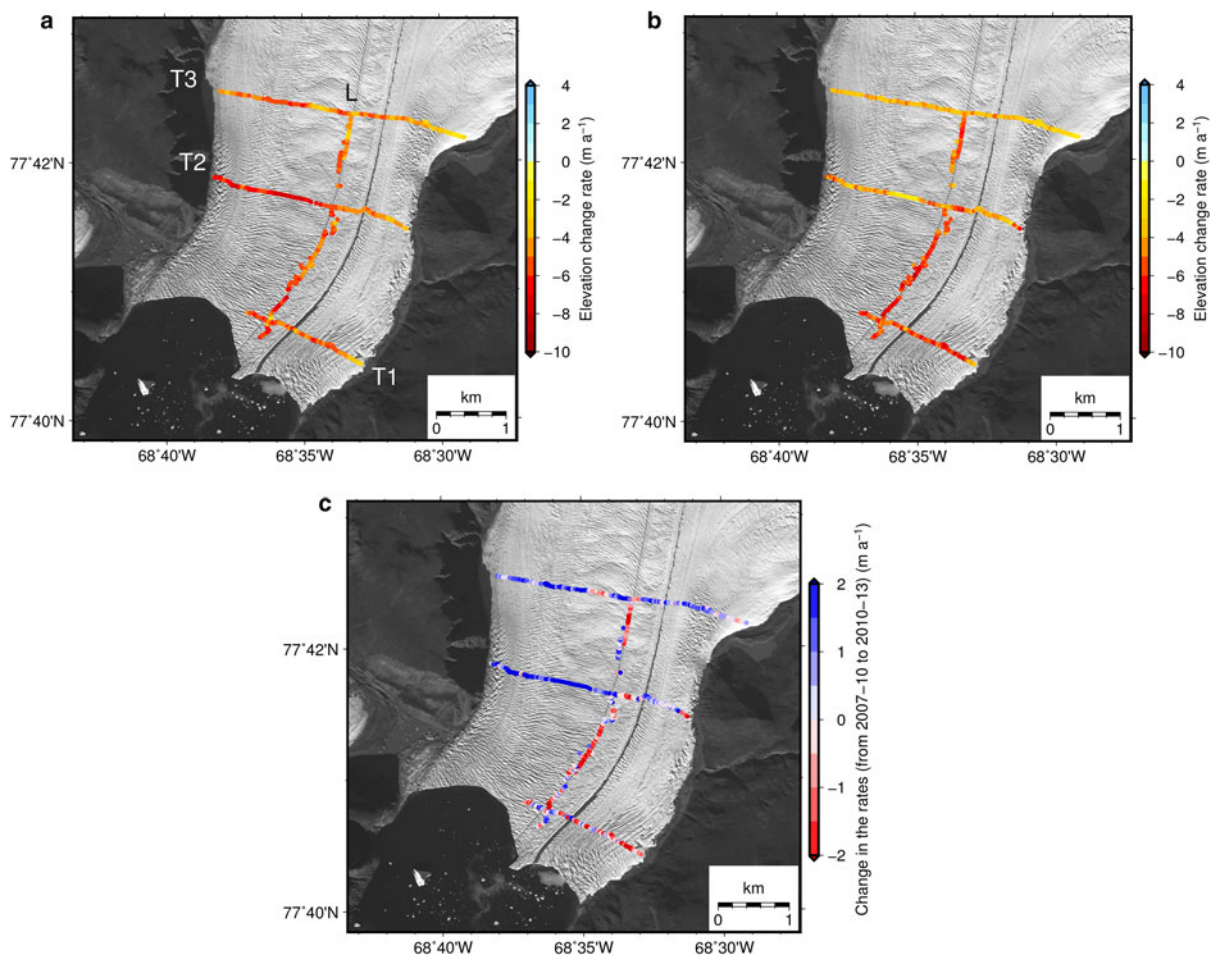 a
T3
L
T2
T1
77°42'N
77°40'N
68°40'W
68°35'W
68°30'W
km
0
1
4
2
0
−2
−4
−6
−8
−10
Elevation change rate (m a⁻¹)
b
77°42'N
77°40'N
68°40'W
68°35'W
68°30'W
km
0
1
4
2
0
−2
−4
−6
−8
−10
Elevation change rate (m a⁻¹)
c
77°42'N
77°40'N
68°40'W
68°35'W
68°30'W
km
0
1
2
1
0
−1
−2
Change in the rates (from 2007−10 to 2010−13) (m a⁻¹)